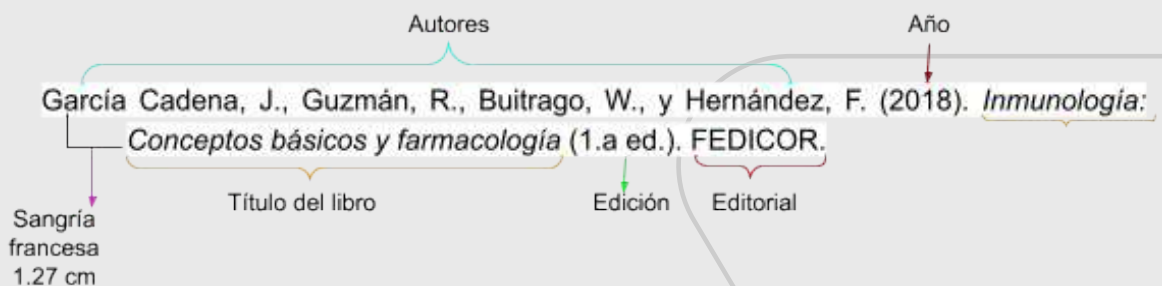 Autores
Año
García Cadena, J., Guzmán, R., Buitrago, W., y Hernández, F. (2018). Inmunología:
Conceptos básicos y farmacología (1.a ed.). FEDICOR.
Título del libro
Edición
Editorial
Sangría
francesa
1.27 cm